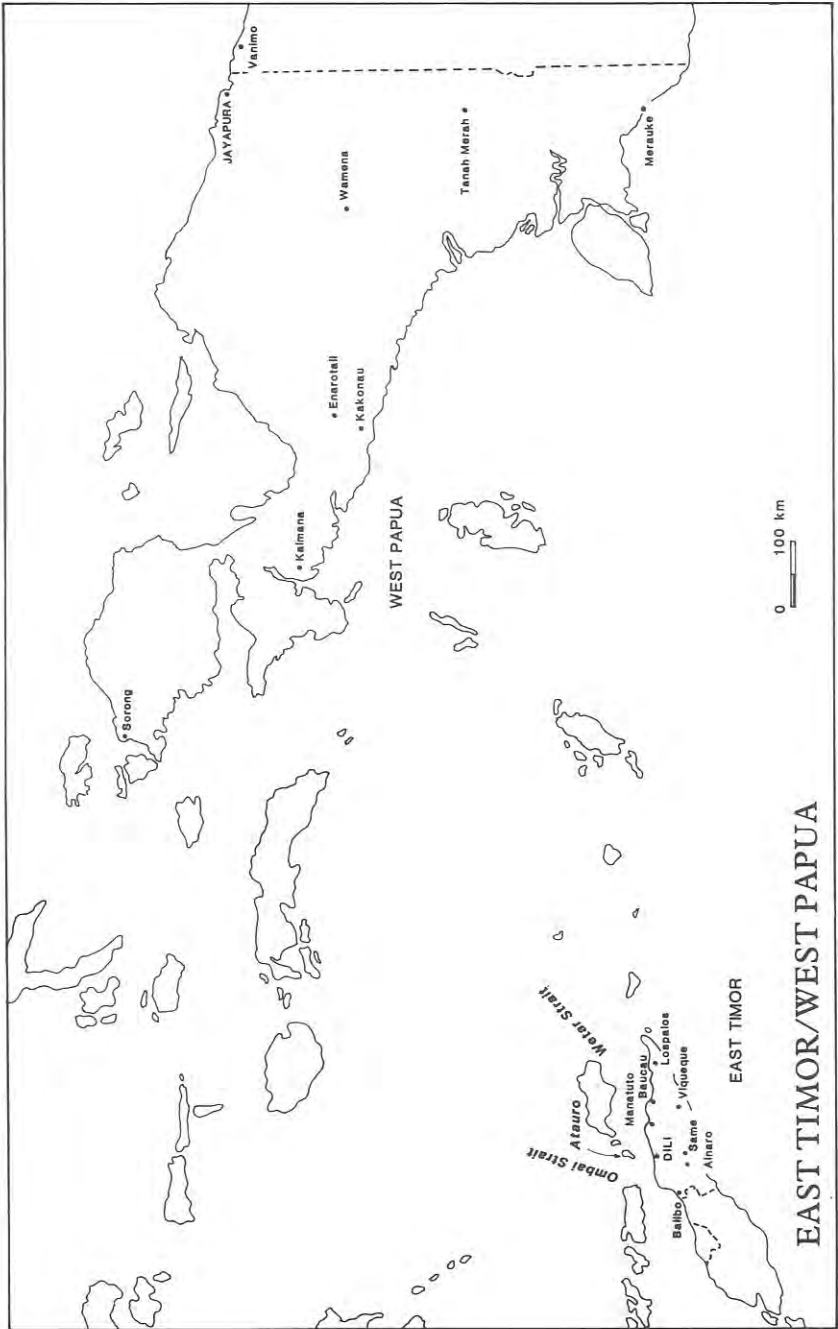 Vanimo
JAYAPURA
Wamena
Tanah Merah
Merauke
Enarotali
Kakonau
Kaimana
WEST PAPUA
Sorong
0 100 km
Wetar Strait
Atauro
Ombai Strait
Manatuto
Baucau
Lospalos
Viqueque
DILI
Same
Ainaro
Balibo
EAST TIMOR
EAST TIMOR/WEST PAPUA